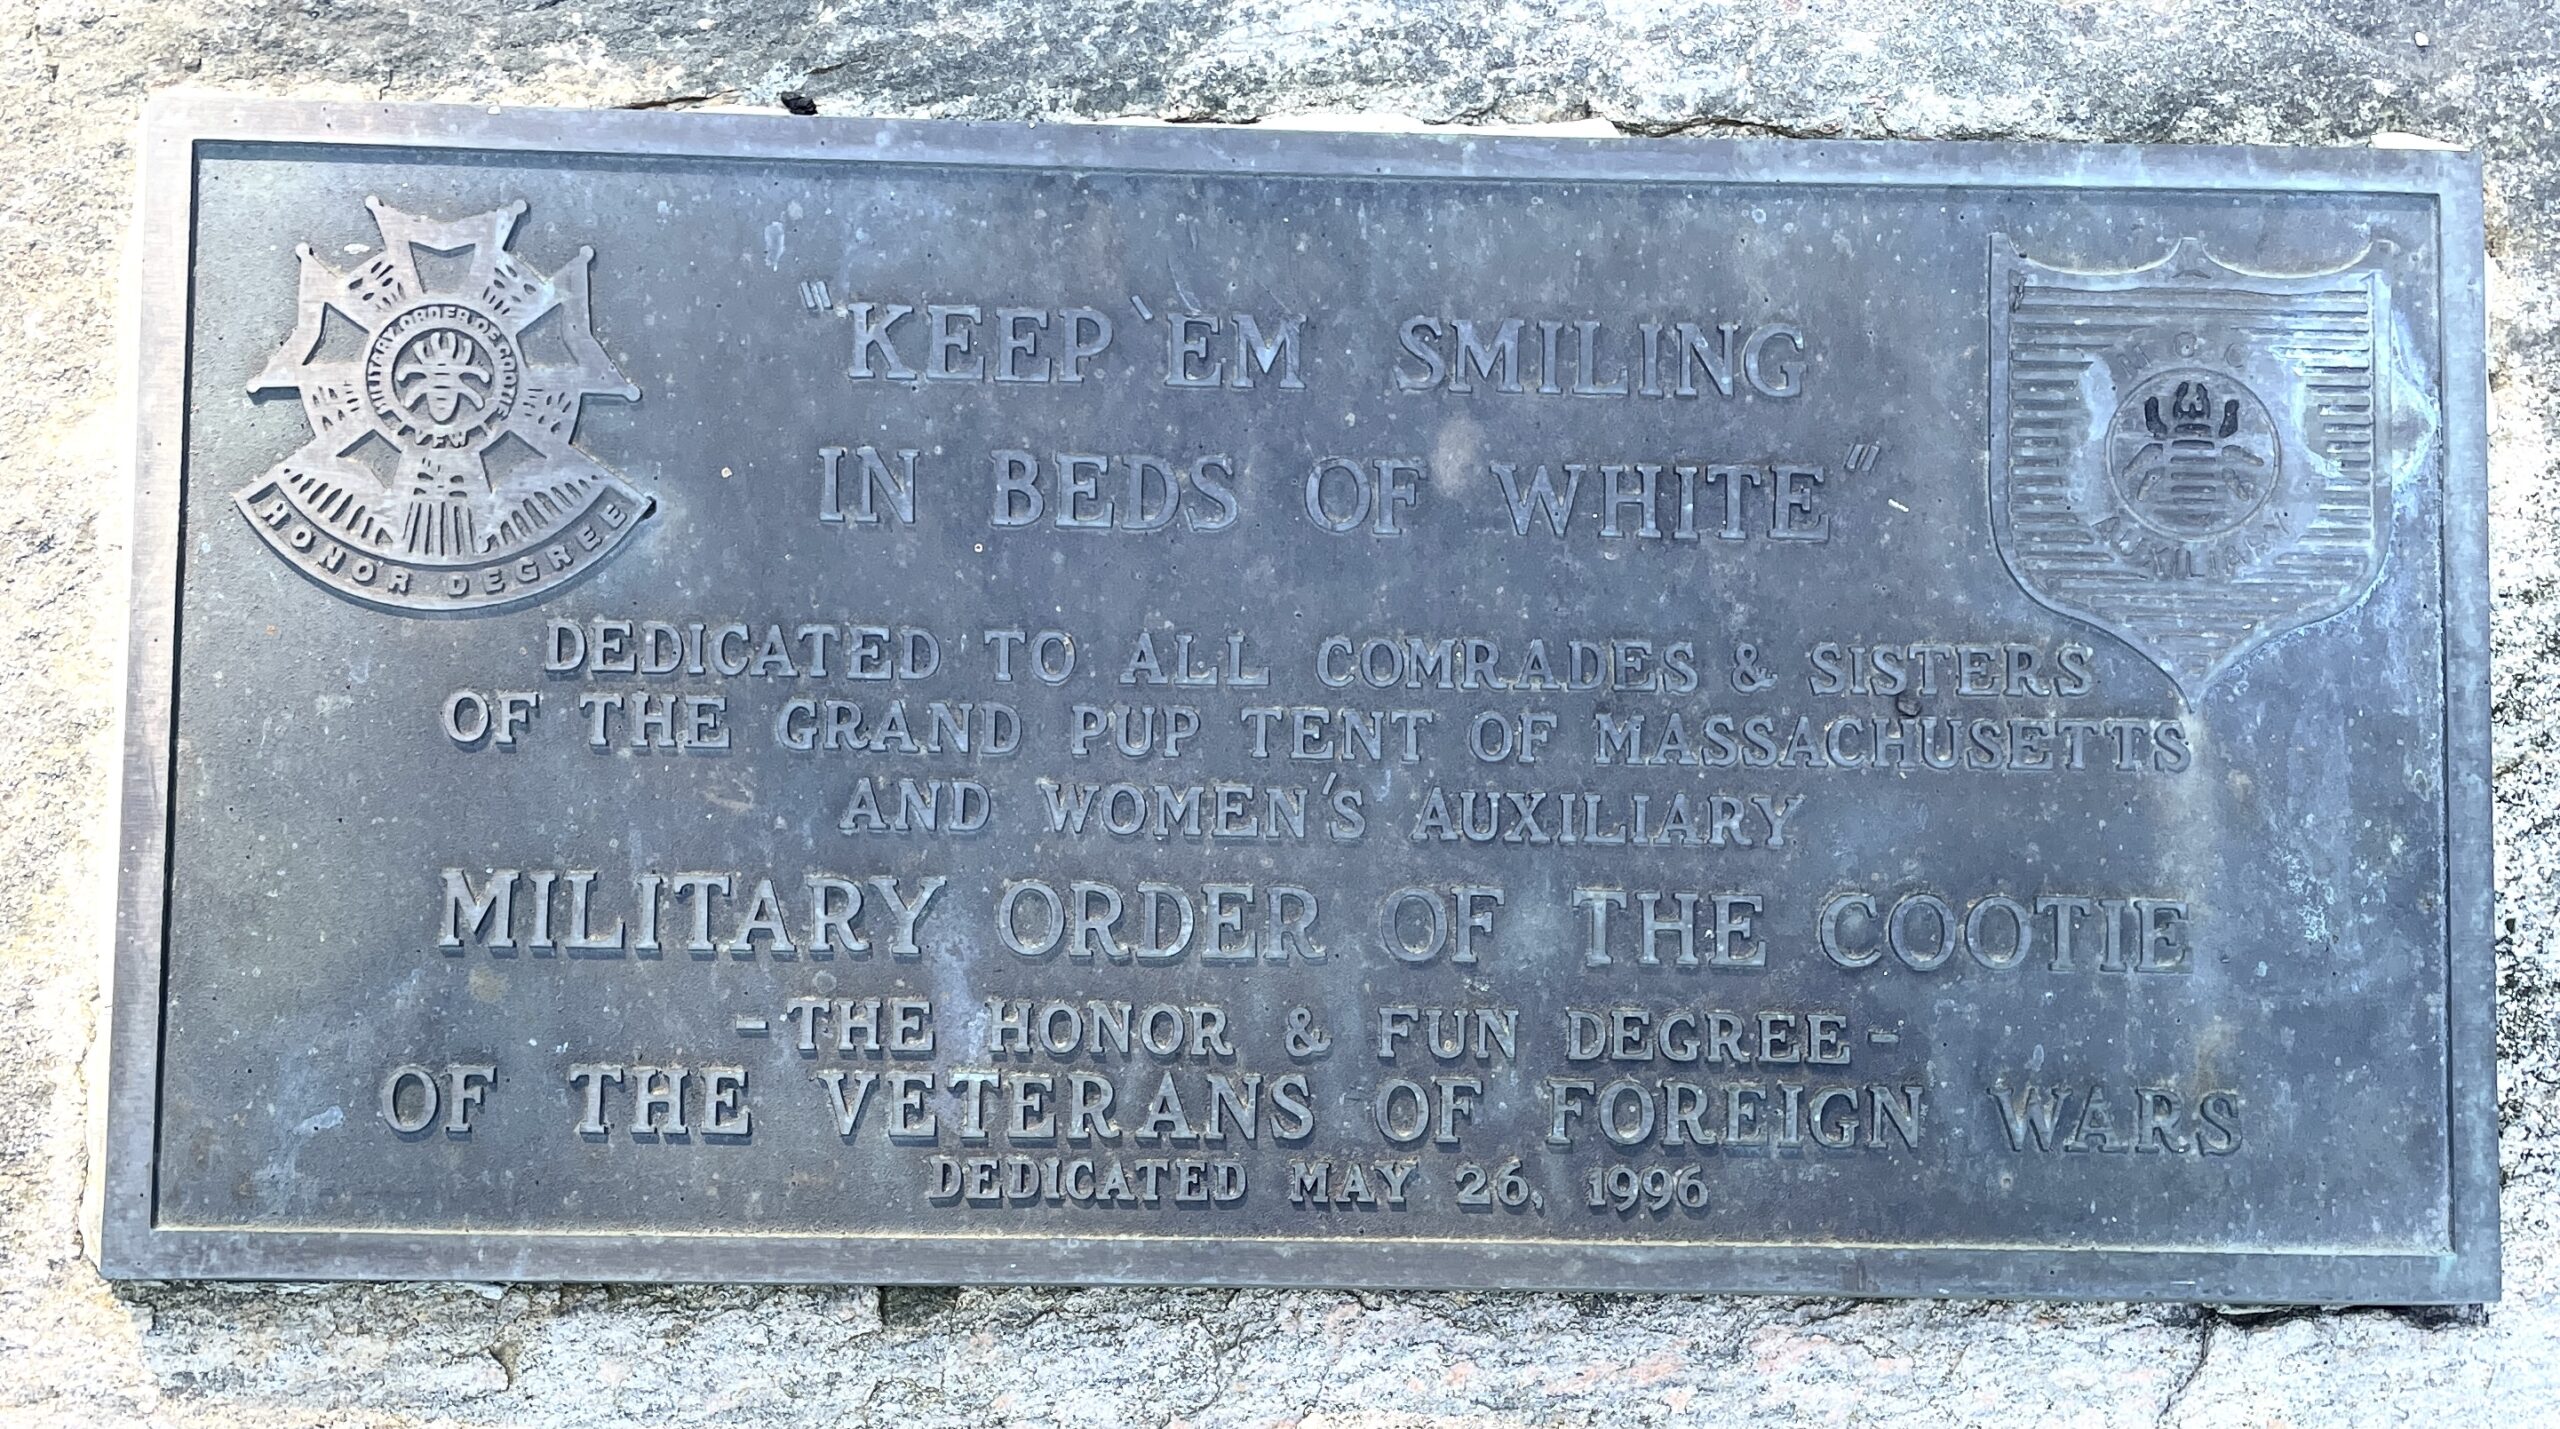 "KEEP 'EM SMILING
IN BEDS OF WHITE"
MILITARY ORDER OF COOTIE
VFW
HONOR DEGREE
M O C
AUXILIARY
DEDICATED TO ALL COMRADES & SISTERS
OF THE GRAND PUP TENT OF MASSACHUSETTS
AND WOMEN'S AUXILIARY
MILITARY ORDER OF THE COOTIE
-THE HONOR & FUN DEGREE-
OF THE VETERANS OF FOREIGN WARS
DEDICATED MAY 26, 1996